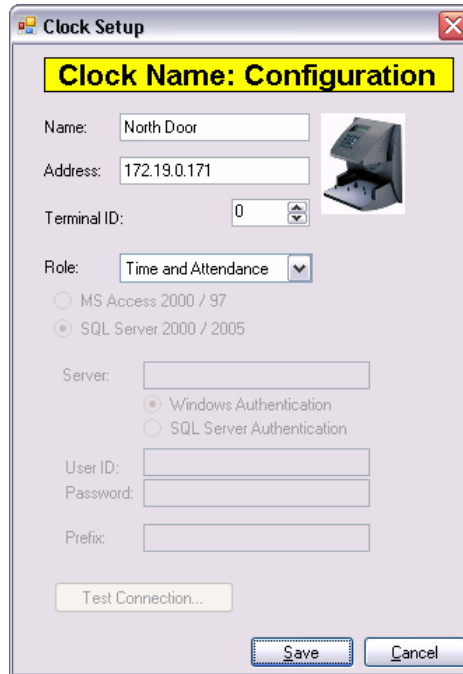 Clock Setup
Clock Name: Configuration
Name: North Door
Address: 172.19.0.171
Terminal ID: 0
Role: Time and Attendance
MS Access 2000 / 97
SQL Server 2000 / 2005
Server:
Windows Authentication
SQL Server Authentication
User ID:
Password:
Prefix:
Test Connection...
Save Cancel